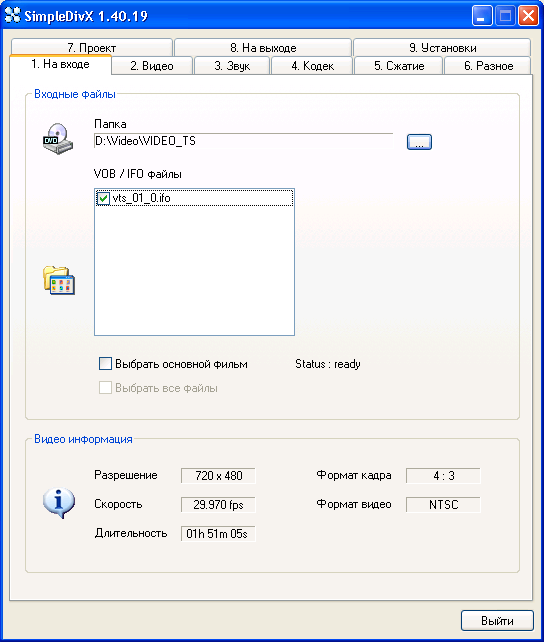 SimpleDivX 1.40.19
7. Проект 8. На выходе 9. Установки
1. На входе 2. Видео 3. Звук 4. Кодек 5. Сжатие 6. Разное
Входные файлы
DVD
Папка
D:\Video\VIDEO_TS
...
VOB / IFO файлы
vts_01_0.ifo
Выбрать основной фильм Status : ready
Выбрать все файлы
Видео информация
Разрешение 720 x 480 Формат кадра 4 : 3
Скорость 29.970 fps Формат видео NTSC
Длительность 01h 51m 05s
Выйти